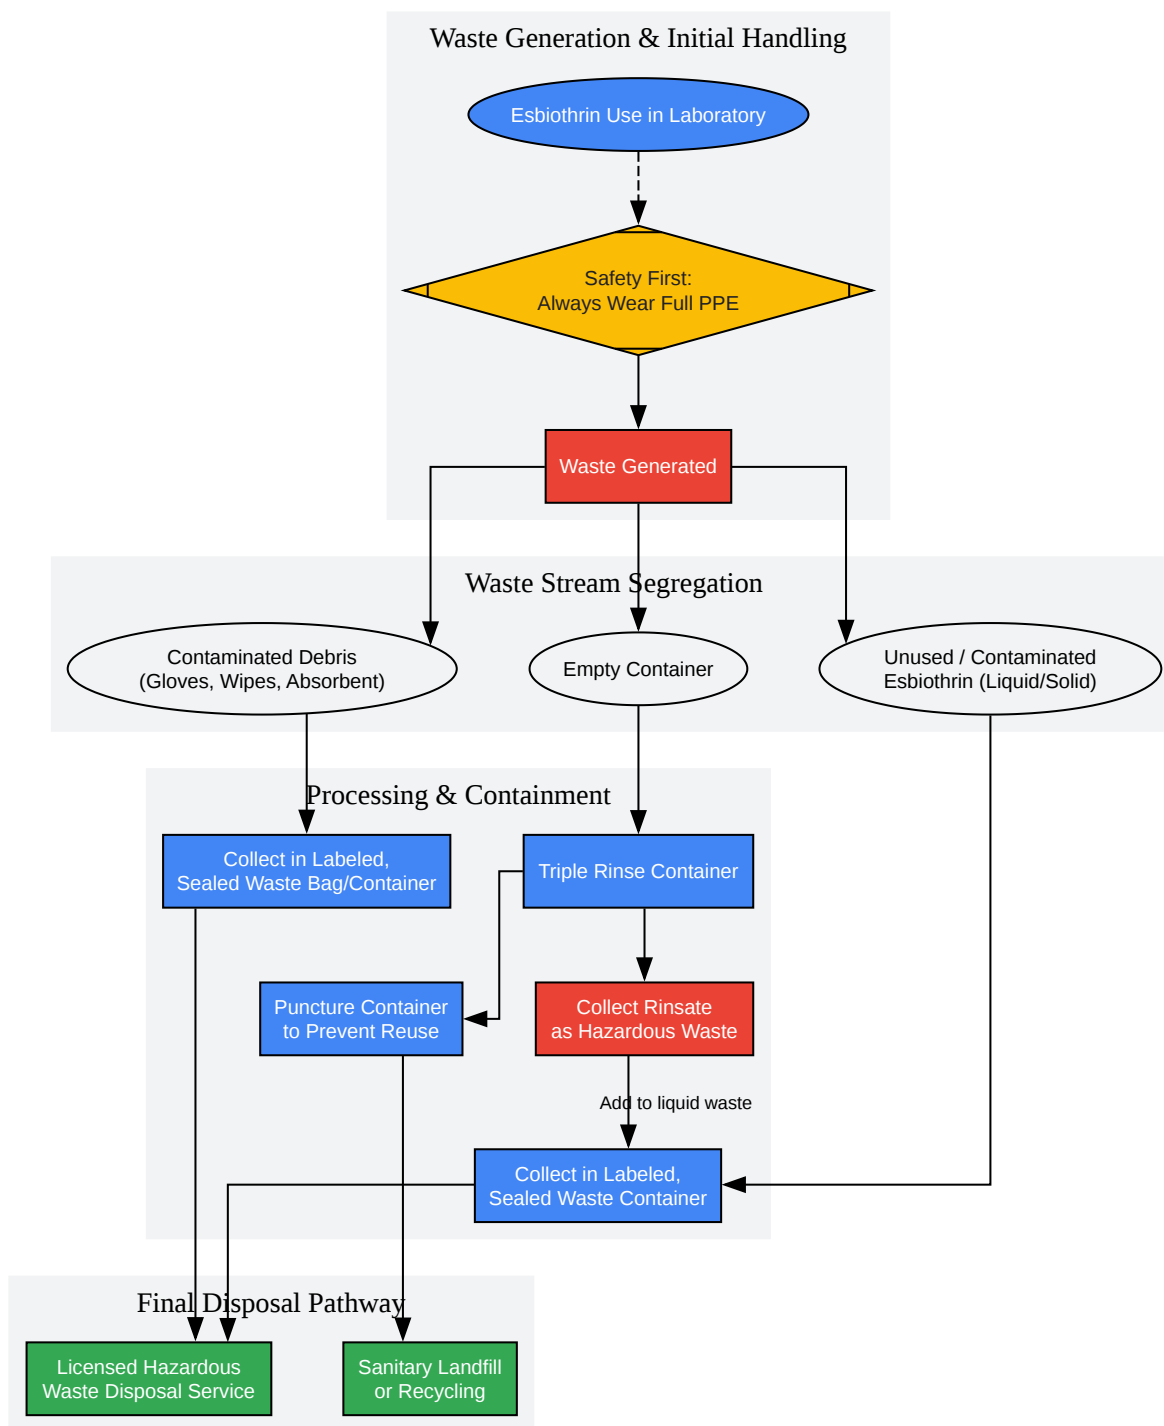 Waste Generation & Initial Handling
Esbiothrin Use in Laboratory
Safety First:
Always Wear Full PPE
Waste Generated
Waste Stream Segregation
Contaminated Debris
(Gloves, Wipes, Absorbent)
Empty Container
Unused / Contaminated
Esbiothrin (Liquid/Solid)
Processing & Containment
Collect in Labeled,
Sealed Waste Bag/Container
Triple Rinse Container
Puncture Container
to Prevent Reuse
Collect Rinsate
as Hazardous Waste
Add to liquid waste
Collect in Labeled,
Sealed Waste Container
Final Disposal Pathway
Licensed Hazardous
Waste Disposal Service
Sanitary Landfill
or Recycling